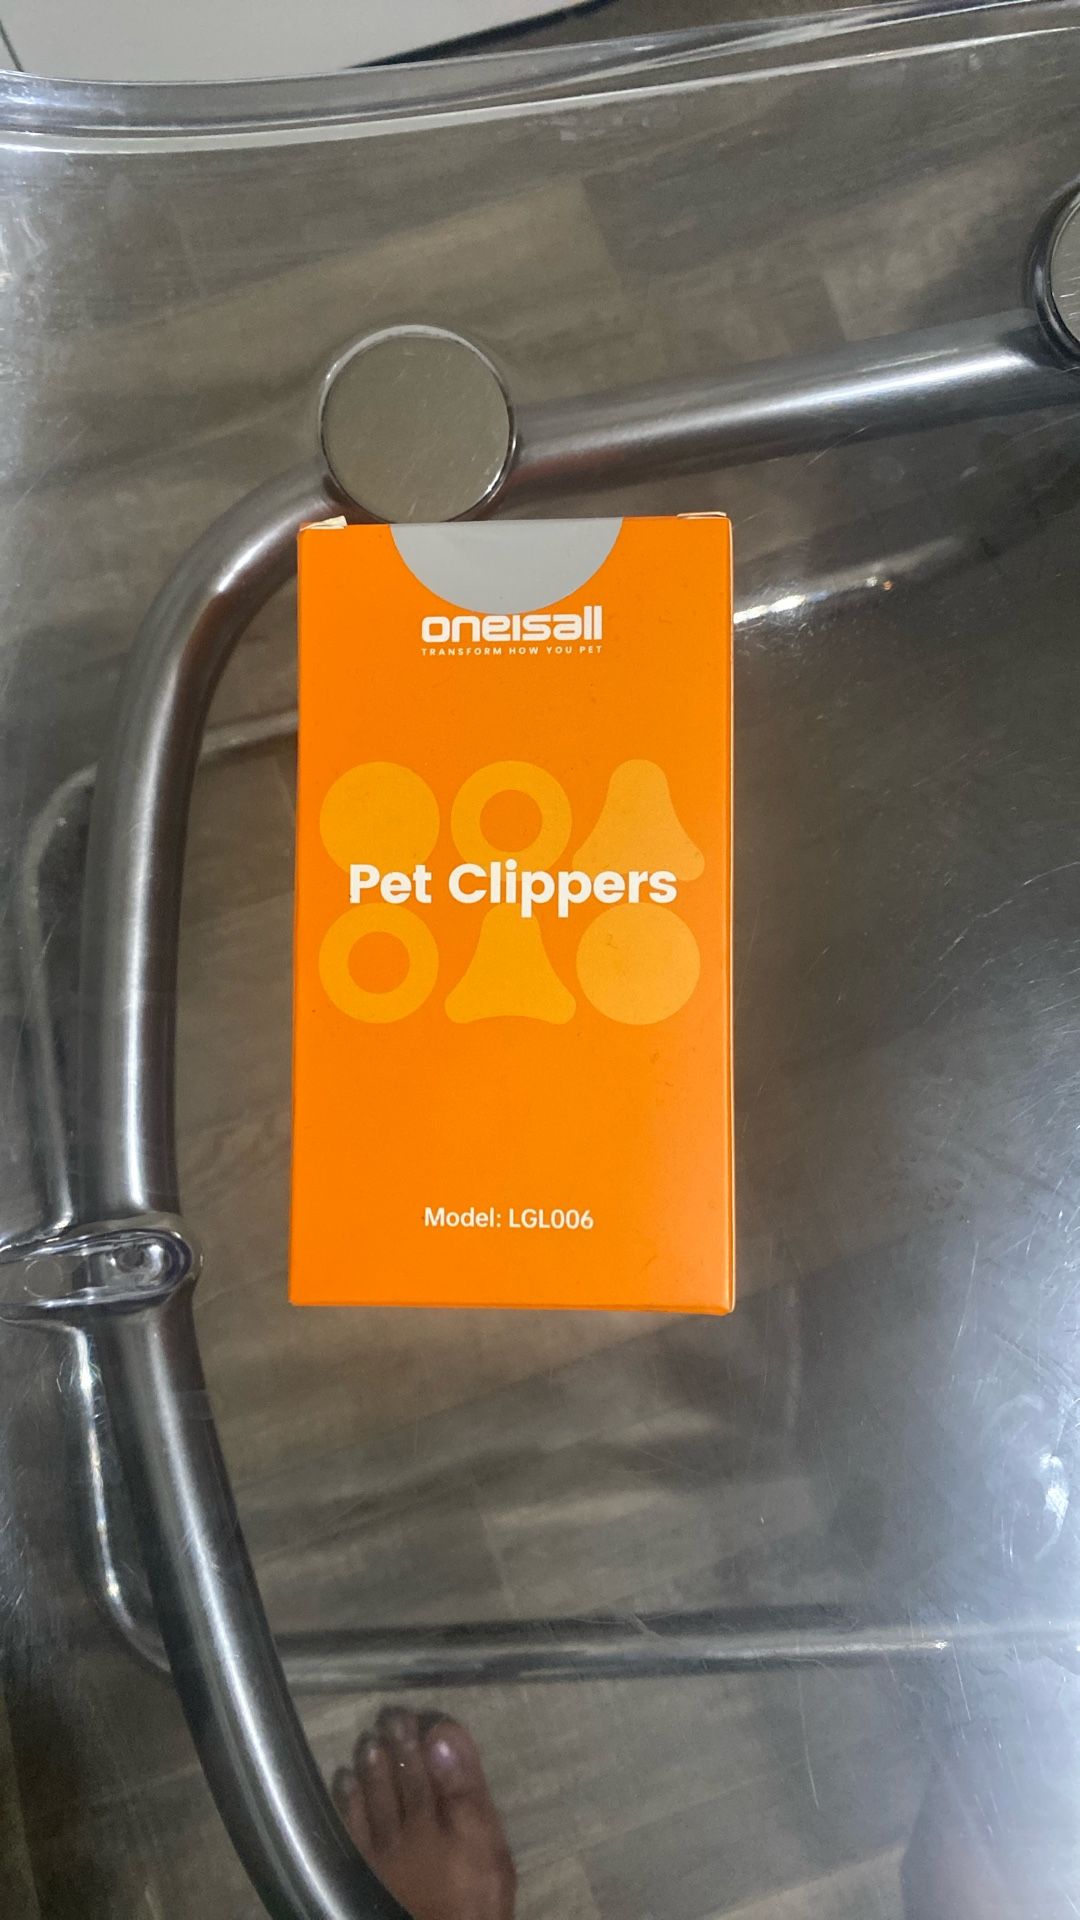 oneisall
TRANSFORM HOW YOU PET
Pet Clippers
Model: LGL006